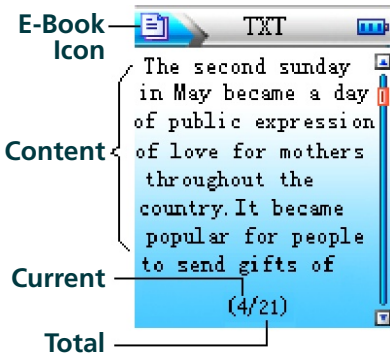 E-Book
Icon
TXT
Content
The second sunday
in May became a day
of public expression
of love for mothers
throughout the
country.It became
popular for people
to send gifts of
Current
(4/21)
Total